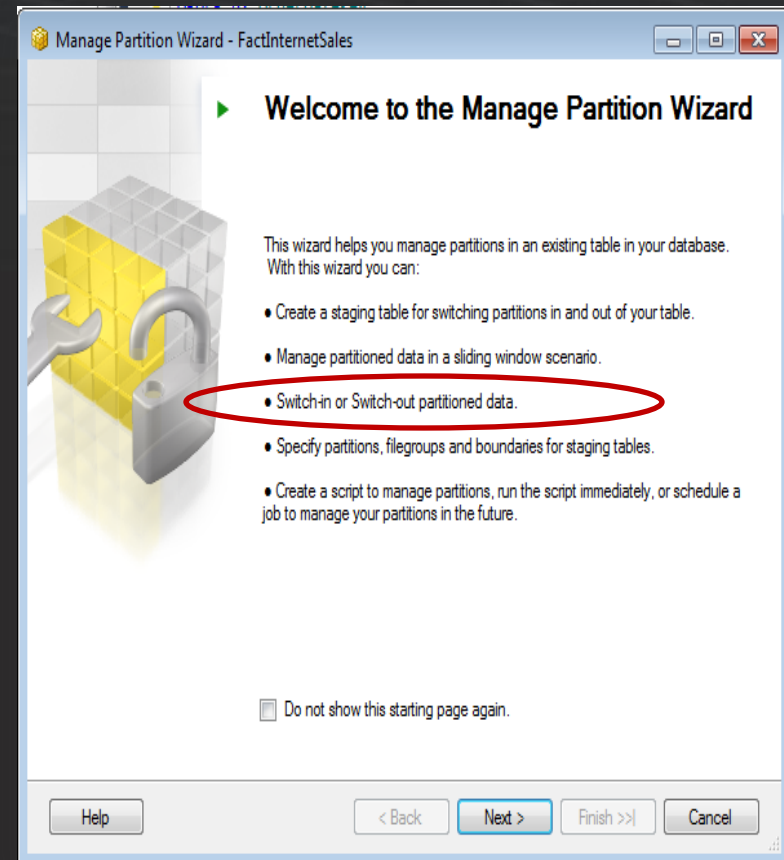 Manage Partition Wizard - FactInternetSales
Welcome to the Manage Partition Wizard
This wizard helps you manage partitions in an existing table in your database.
With this wizard you can:
● Create a staging table for switching partitions in and out of your table.
● Manage partitioned data in a sliding window scenario.
● Switch-in or Switch-out partitioned data.
● Specify partitions, filegroups and boundaries for staging tables.
● Create a script to manage partitions, run the script immediately, or schedule a
job to manage your partitions in the future.
Do not show this starting page again.
Help < Back Next > Finish >>| Cancel